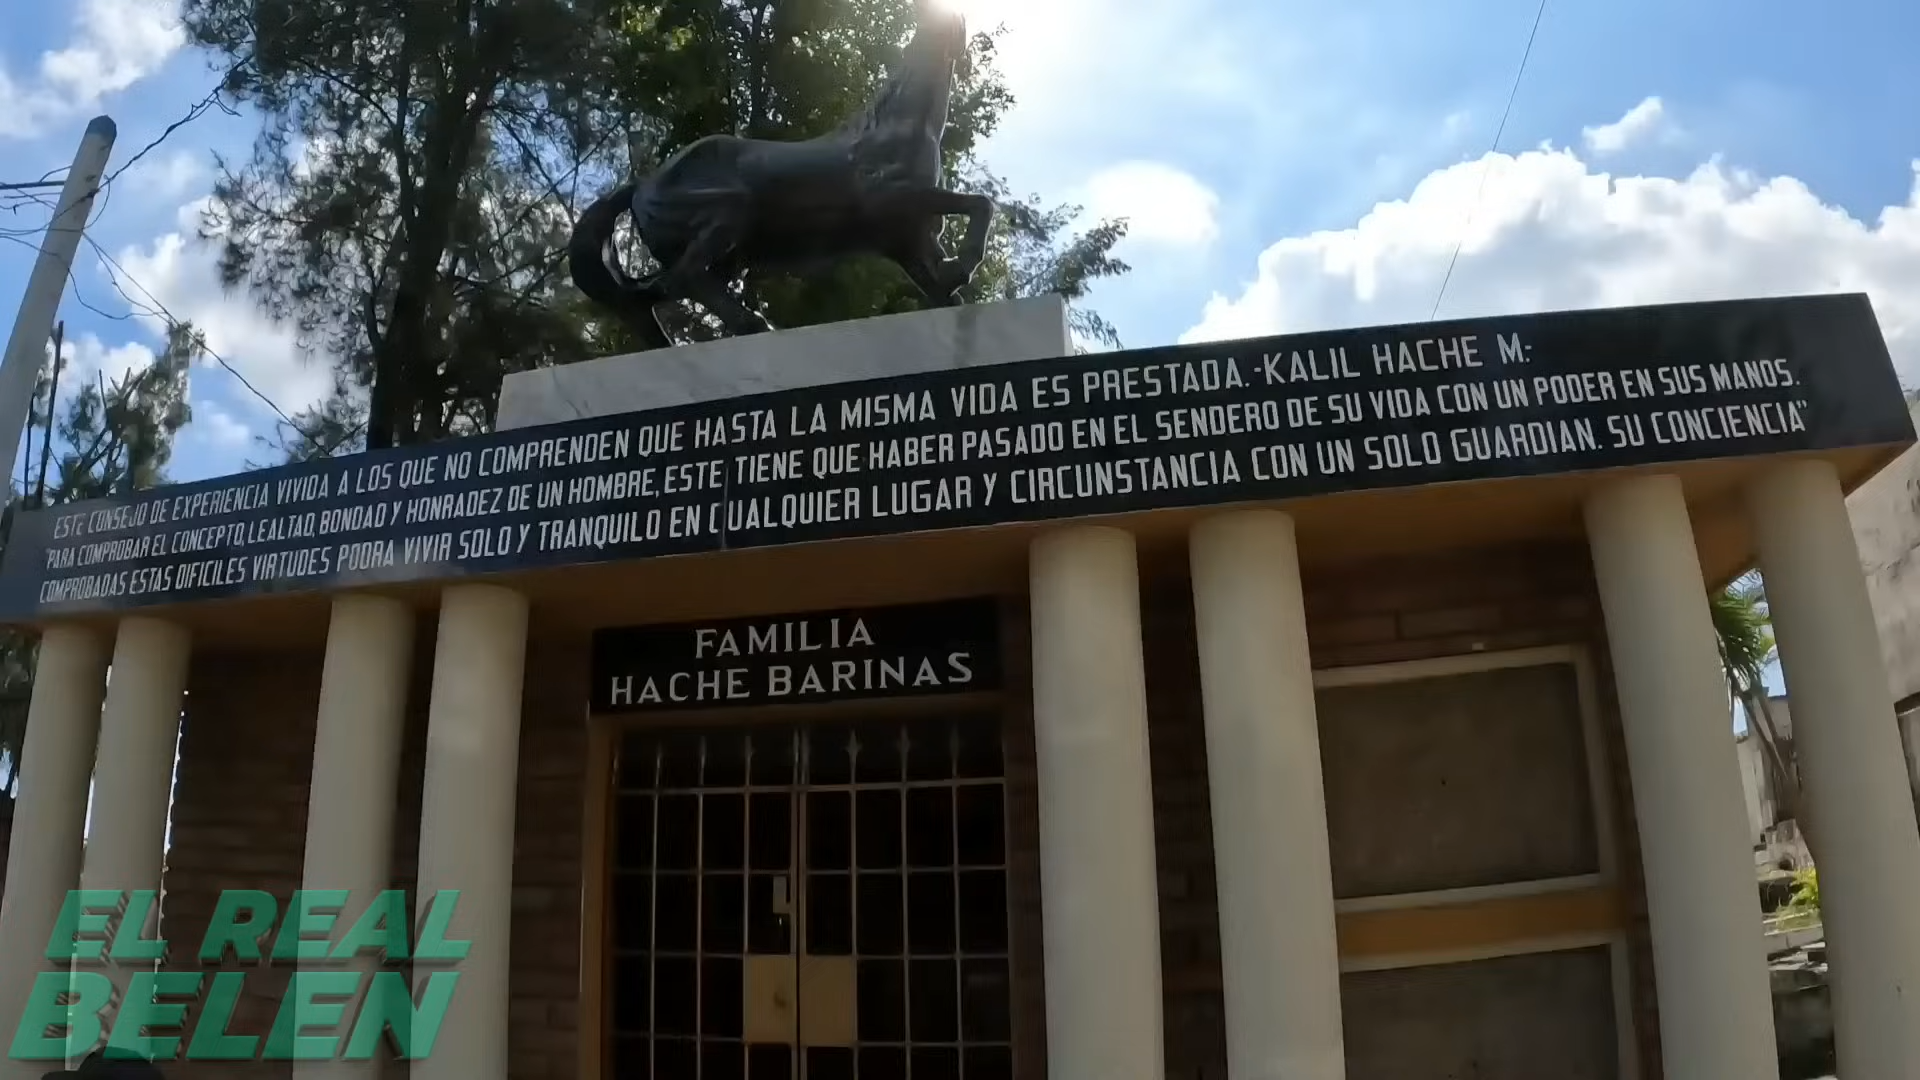 ESTE CONSEJO DE EXPERIENCIA VIVIDA A LOS QUE NO COMPRENDEN QUE HASTA LA MISMA VIDA ES PRESTADA.-KALIL HACHE M:
"PARA COMPROBAR EL CONCEPTO, LEALTAD, BONDAD Y HONRADEZ DE UN HOMBRE, ESTE TIENE QUE HABER PASADO EN EL SENDERO DE SU VIDA CON UN PODER EN SUS MANOS.
COMPROBADAS ESTAS DIFICILES VIRTUDES PODRA VIVIR SOLO Y TRANQUILO EN CUALQUIER LUGAR Y CIRCUNSTANCIA CON UN SOLO GUARDIAN. SU CONCIENCIA"
FAMILIA
HACHE BARINAS
EL REAL
BELEN